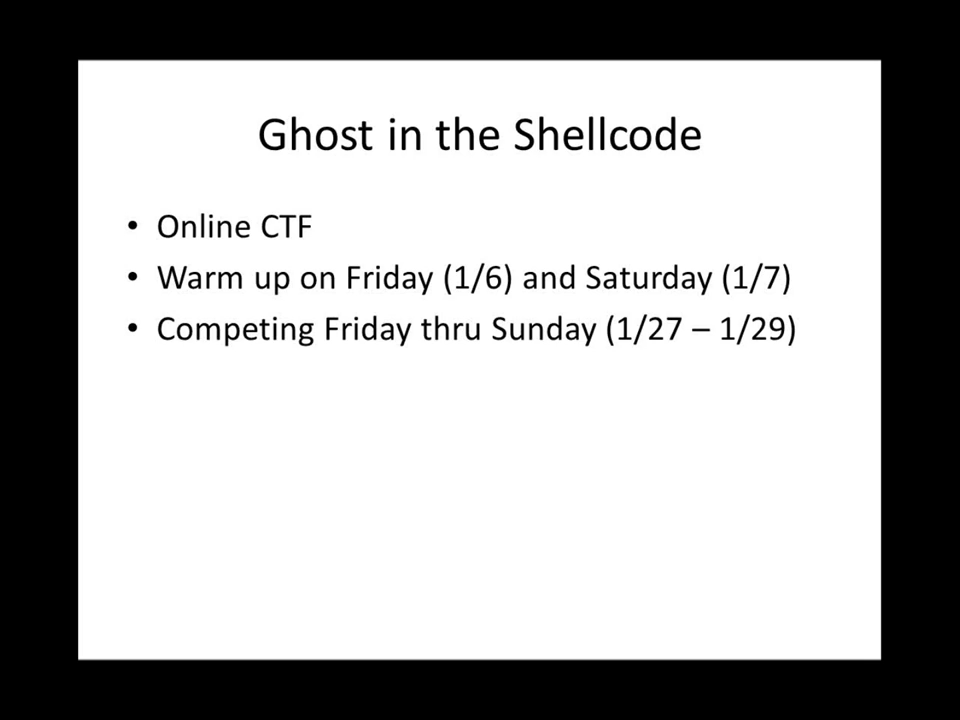 Ghost in the Shellcode
• Online CTF
• Warm up on Friday (1/6) and Saturday (1/7)
• Competing Friday thru Sunday (1/27 – 1/29)